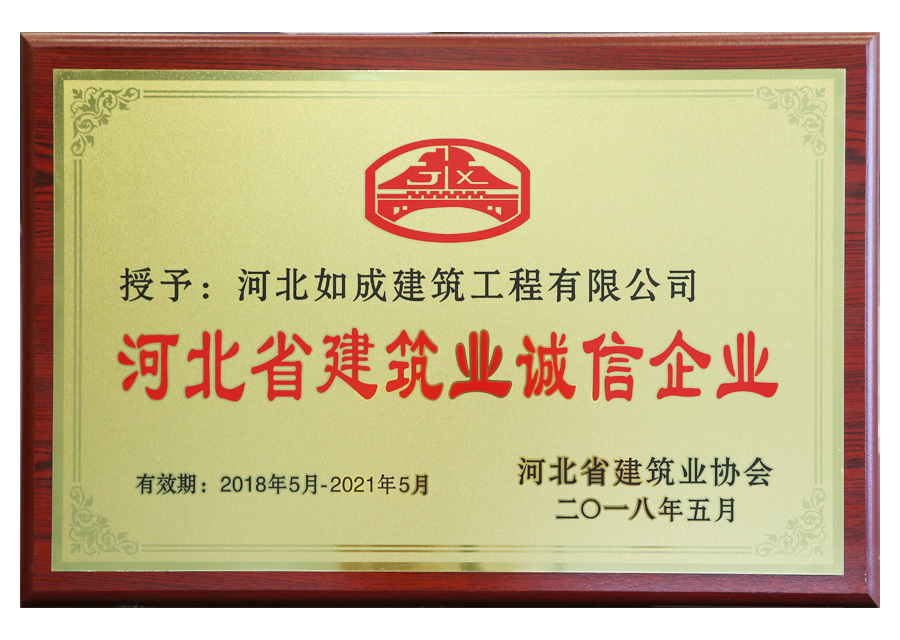 JX
授予：河北如成建筑工程有限公司
河北省建筑业诚信企业
有效期：2018年5月-2021年5月
河北省建筑业协会
二〇一八年五月